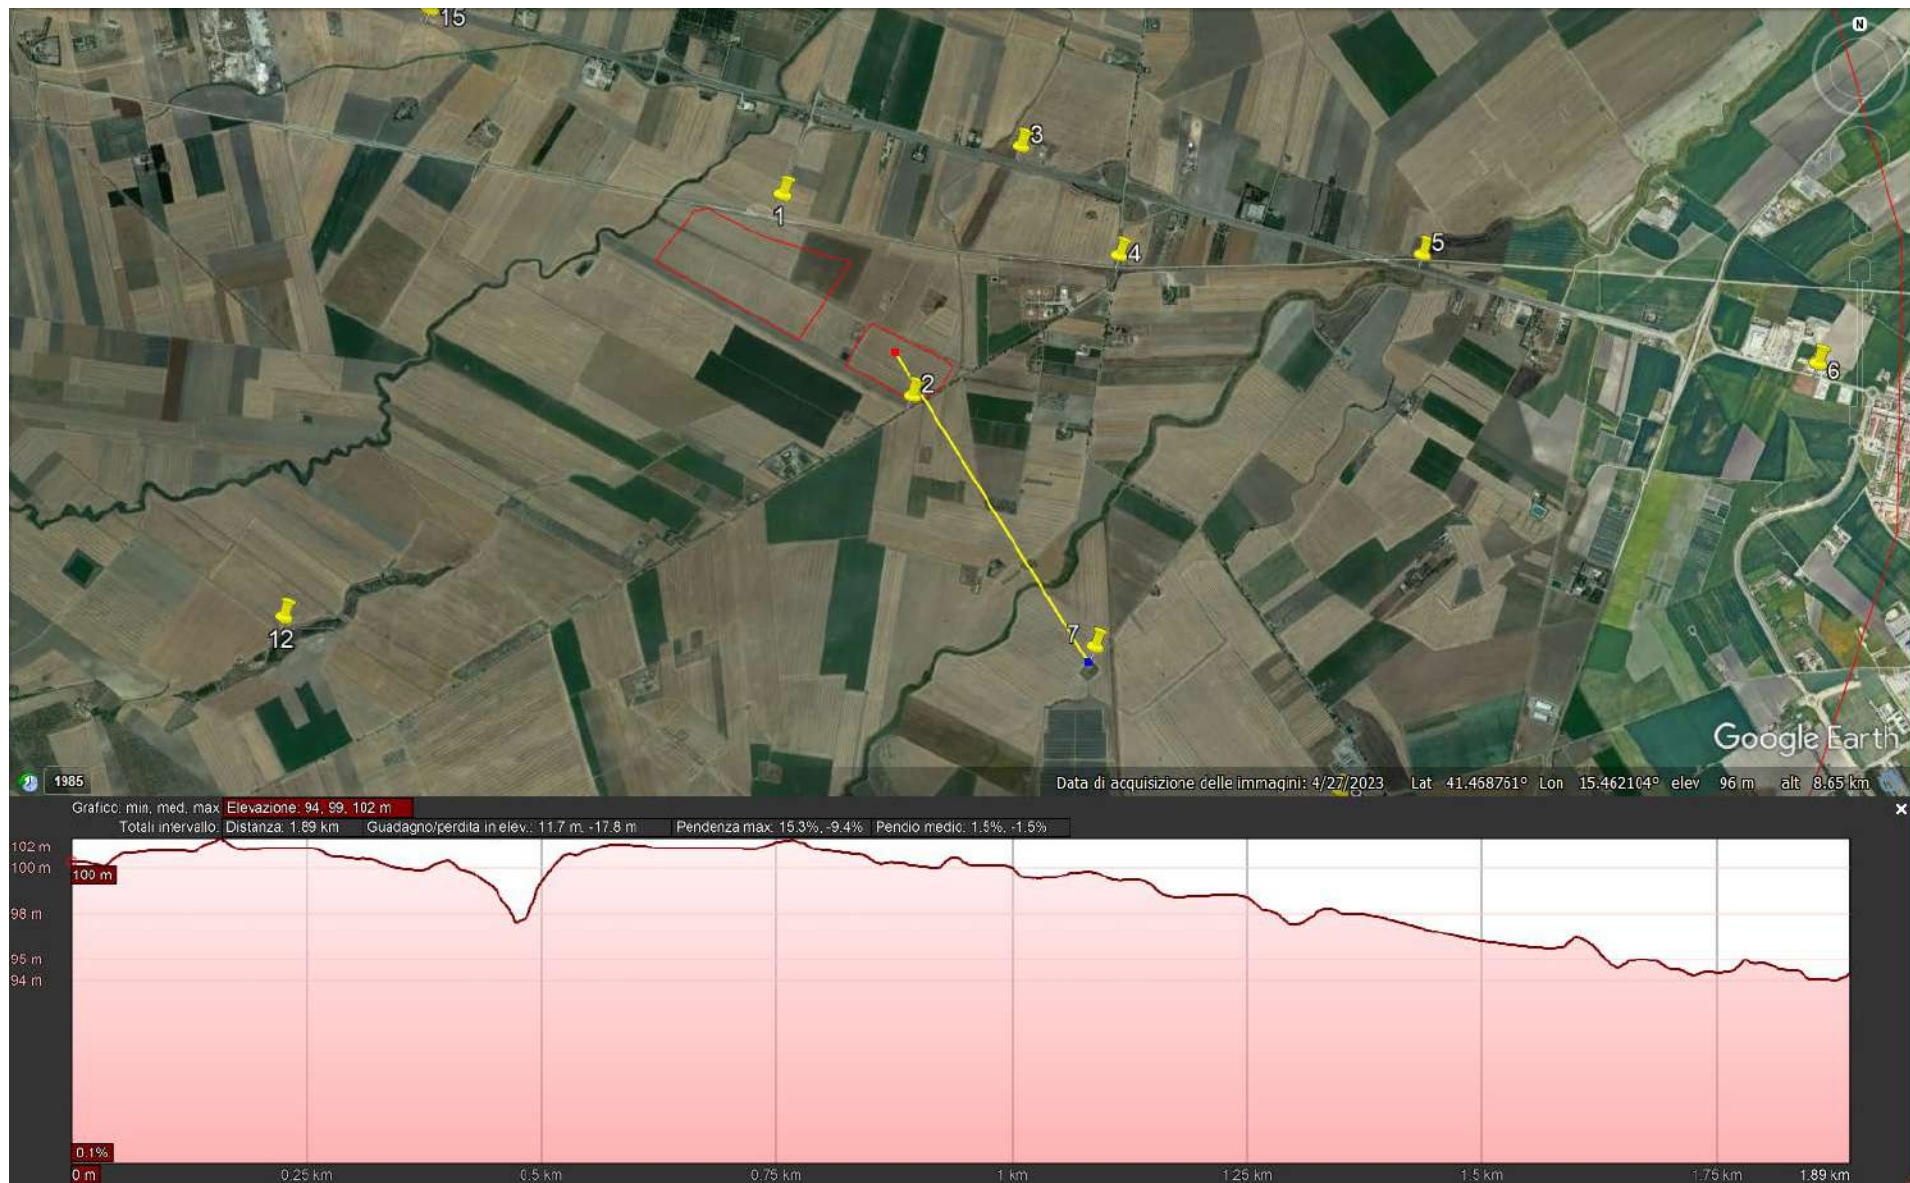 15
N
3
1
5
4
6
2
7
12
Google Earth
1985
Data di acquisizione delle immagini: 4/27/2023 Lat 41.468761° Lon 15.462104° elev 96 m alt 8.65 km
Grafico: min, med, max Elevazione: 94, 99, 102 m
Totali intervallo: Distanza: 1.89 km Guadagno/perdita in elev.: 11.7 m, -17.8 m Pendenza max: 15.3%, -9.4% Pendio medio: 1.5%, -1.5%
102 m
100 m
100 m
98 m
95 m
94 m
0.1%
0 m 0.25 km 0.5 km 0.75 km 1 km 1.25 km 1.5 km 1.75 km 1.89 km